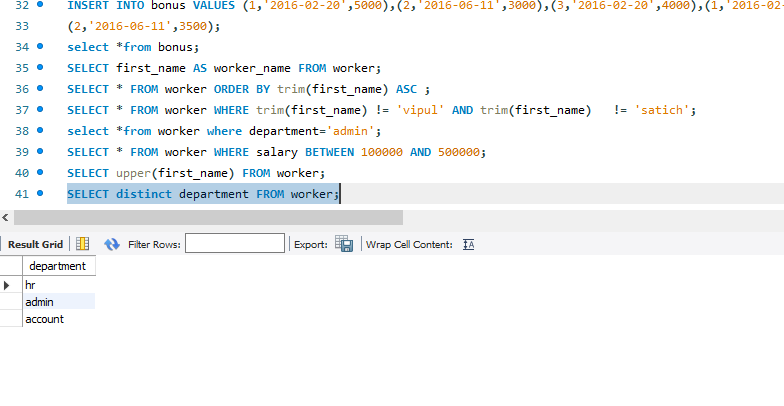 32 INSERT INTO bonus VALUES (1,'2016-02-20',5000),(2,'2016-06-11',3000),(3,'2016-02-20',4000),(1,'2016-02-
33 (2,'2016-06-11',3500);
34 select *from bonus;
35 SELECT first_name AS worker_name FROM worker;
36 SELECT * FROM worker ORDER BY trim(first_name) ASC ;
37 SELECT * FROM worker WHERE trim(first_name) != 'vipul' AND trim(first_name)   != 'satich';
38 select *from worker where department='admin';
39 SELECT * FROM worker WHERE salary BETWEEN 100000 AND 500000;
40 SELECT upper(first_name) FROM worker;
41 SELECT distinct department FROM worker;
Result Grid Filter Rows: Export: Wrap Cell Content:
department
hr
admin
account